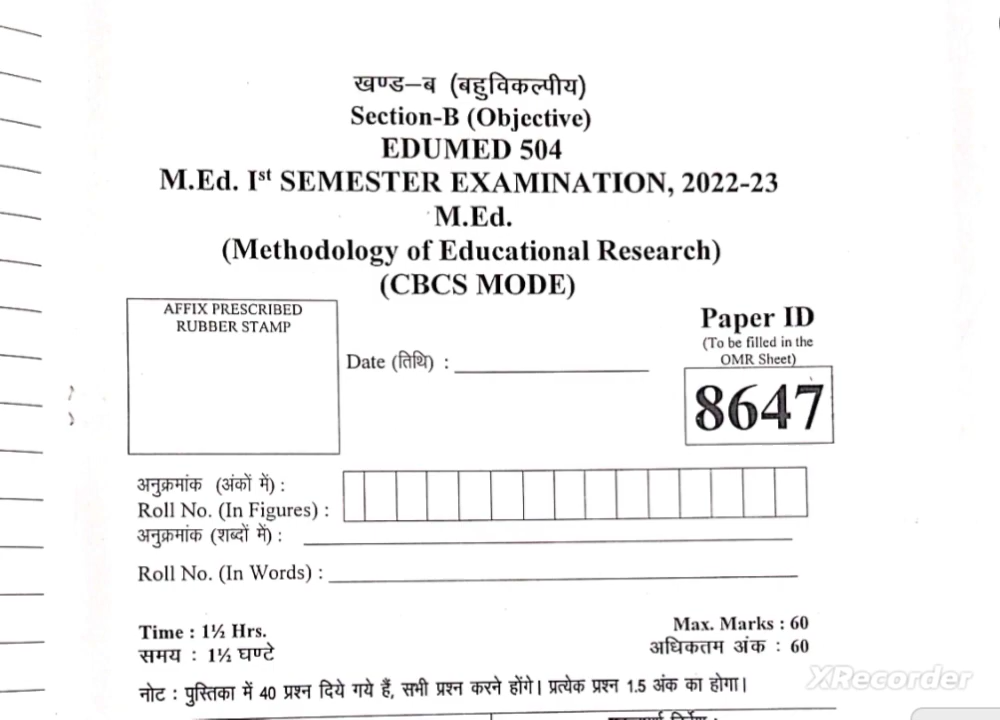 खण्ड–ब (बहुविकल्पीय)
Section-B (Objective)
EDUMED 504
M.Ed. Ist SEMESTER EXAMINATION, 2022-23
M.Ed.
(Methodology of Educational Research)
(CBCS MODE)
AFFIX PRESCRIBED
RUBBER STAMP
Date (तिथि) :
Paper ID
(To be filled in the
OMR Sheet)
8647
अनुक्रमांक (अंकों में) :
Roll No. (In Figures) :
अनुक्रमांक (शब्दों में) :
Roll No. (In Words) :
Time : 1½ Hrs.
समय : 1½ घण्टे
Max. Marks : 60
अधिकतम अंक : 60
नोट : पुस्तिका में 40 प्रश्न दिये गये हैं, सभी प्रश्न करने होंगे। प्रत्येक प्रश्न 1.5 अंक का होगा।
XRecorder